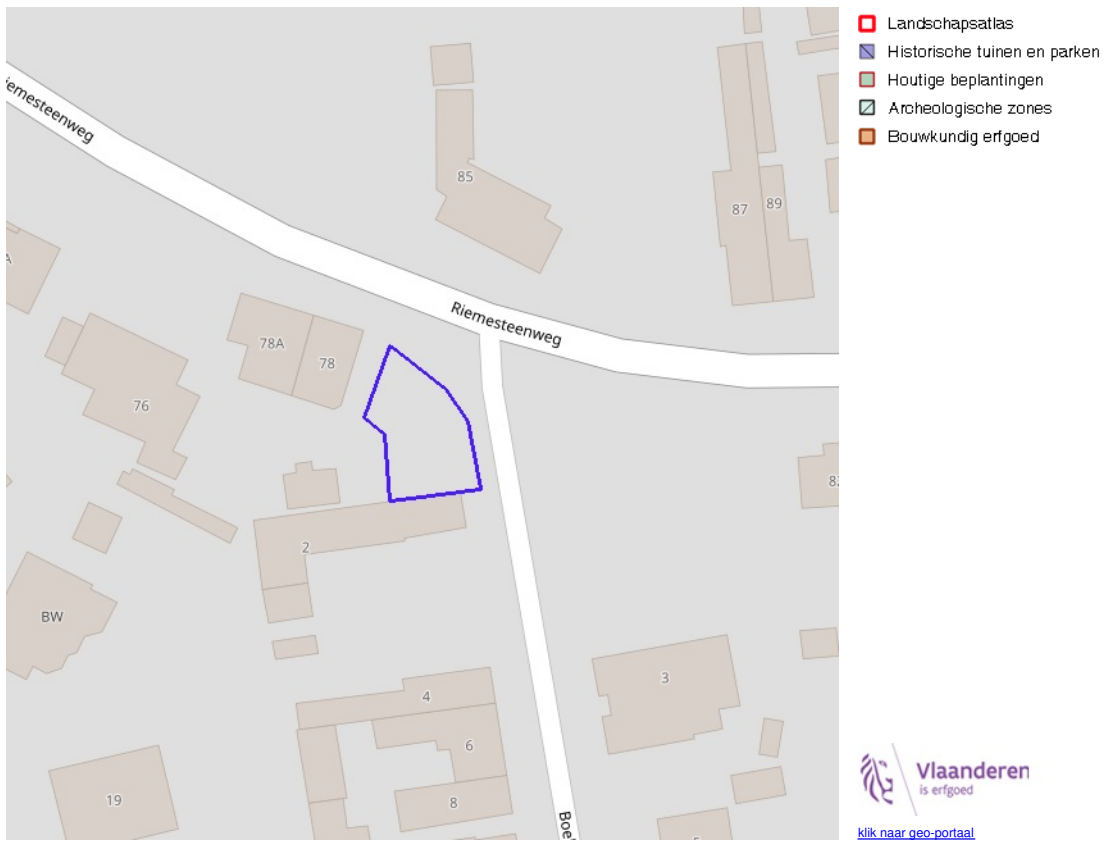 Landschapsatlas
Historische tuinen en parken
Houtige beplantingen
Archeologische zones
Bouwkundig erfgoed
iemesteenweg
85
87
89
A
Riemesteenweg
78A
78
76
2
BW
3
4
6
19
8
Vlaanderen
is erfgoed
klik naar geo-portaal